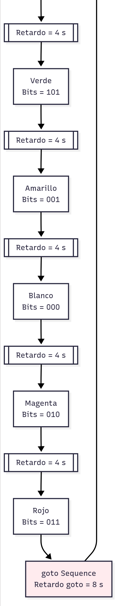 Retardo = 4 s
Verde
Bits = 101
Retardo = 4 s
Amarillo
Bits = 001
Retardo = 4 s
Blanco
Bits = 000
Retardo = 4 s
Magenta
Bits = 010
Retardo = 4 s
Rojo
Bits = 011
goto Sequence
Retardo goto = 8 s